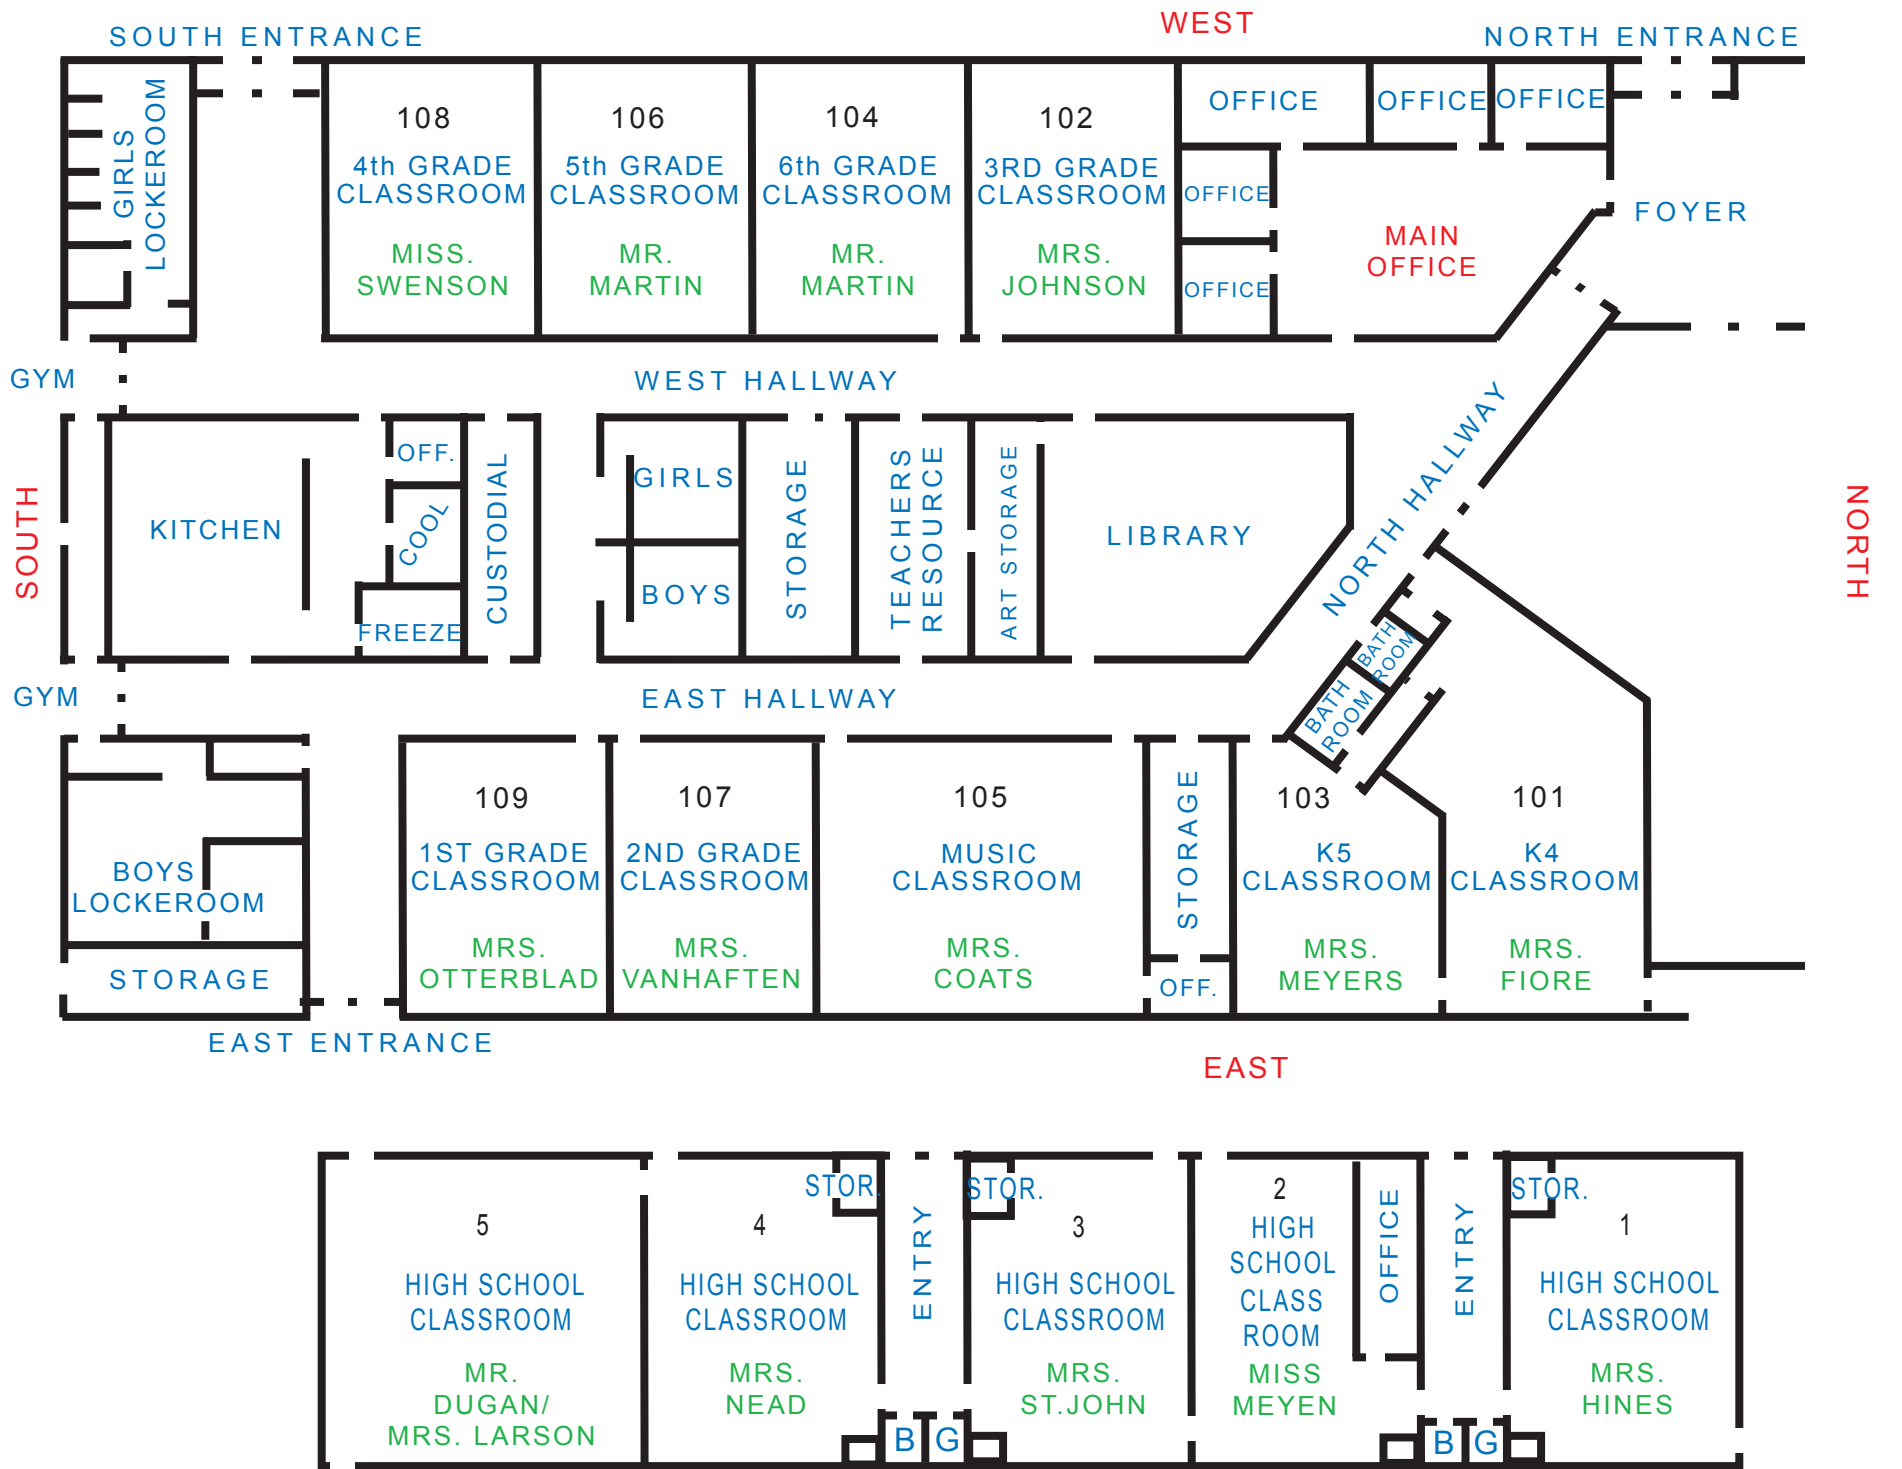 WEST
SOUTH ENTRANCE
NORTH ENTRANCE
GIRLS
LOCKEROOM
108
4th GRADE
CLASSROOM
MISS.
SWENSON
106
5th GRADE
CLASSROOM
MR.
MARTIN
104
6th GRADE
CLASSROOM
MR.
MARTIN
102
3RD GRADE
CLASSROOM
MRS.
JOHNSON
OFFICE
OFFICE
OFFICE
OFFICE
OFFICE
MAIN
OFFICE
FOYER
GYM
WEST HALLWAY
NORTH HALLWAY
SOUTH
KITCHEN
OFF.
COOL
FREEZE
CUSTODIAL
GIRLS
BOYS
STORAGE
TEACHERS
RESOURCE
ART STORAGE
LIBRARY
NORTH
BATH
ROOM
BATH
ROOM
GYM
EAST HALLWAY
BOYS
LOCKEROOM
STORAGE
109
1ST GRADE
CLASSROOM
MRS.
OTTERBLAD
107
2ND GRADE
CLASSROOM
MRS.
VANHAFTEN
105
MUSIC
CLASSROOM
MRS.
COATS
STORAGE
OFF.
103
K5
CLASSROOM
MRS.
MEYERS
101
K4
CLASSROOM
MRS.
FIORE
EAST ENTRANCE
EAST
5
HIGH SCHOOL
CLASSROOM
MR.
DUGAN/
MRS. LARSON
STOR.
4
HIGH SCHOOL
CLASSROOM
MRS.
NEAD
ENTRY
B
G
STOR.
3
HIGH SCHOOL
CLASSROOM
MRS.
ST.JOHN
2
HIGH
SCHOOL
CLASS
ROOM
MISS
MEYEN
OFFICE
ENTRY
B
G
STOR.
1
HIGH SCHOOL
CLASSROOM
MRS.
HINES